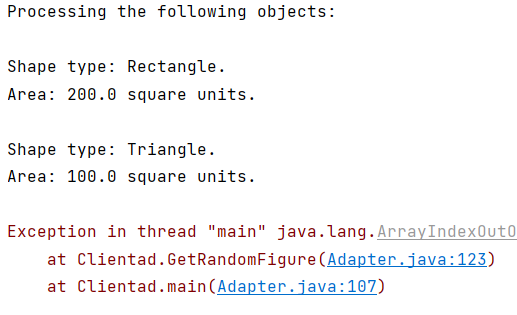 Processing the following objects:
Shape type: Rectangle.
Area: 200.0 square units.
Shape type: Triangle.
Area: 100.0 square units.
Exception in thread "main" java.lang.ArrayIndexOutO
at Clientad.GetRandomFigure(Adapter.java:123)
at Clientad.main(Adapter.java:107)